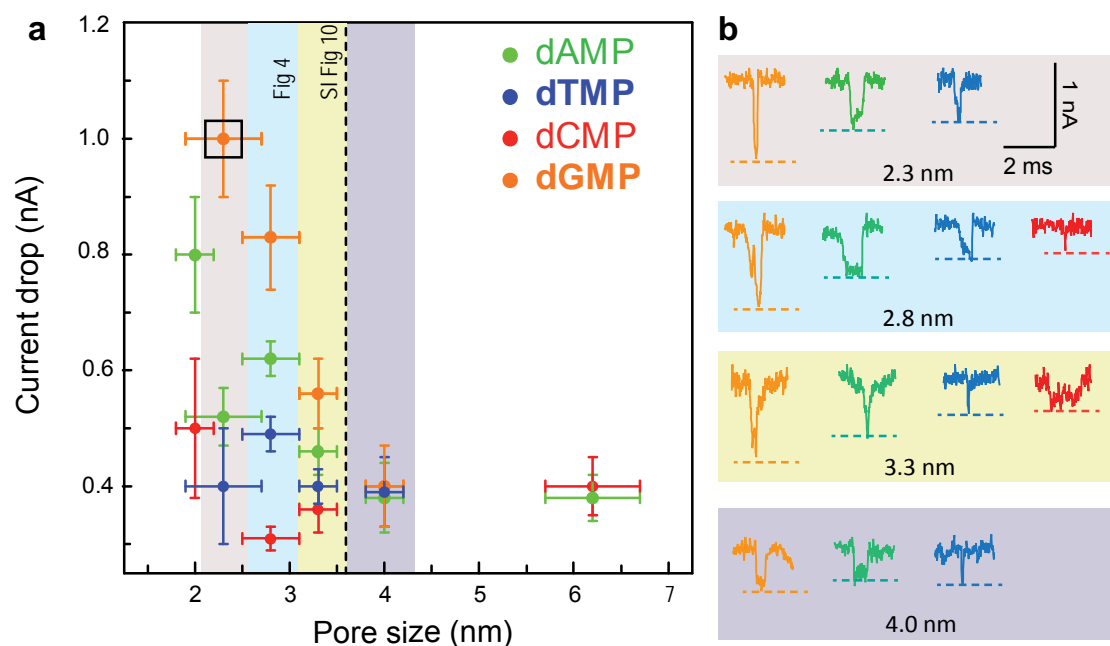 a
1.2
1.0
0.8
0.6
0.4
Current drop (nA)
Fig 4
SI Fig 10
dAMP
dTMP
dCMP
dGMP
2
3
4
5
6
7
Pore size (nm)
b
1 nA
2 ms
2.3 nm
2.8 nm
3.3 nm
4.0 nm